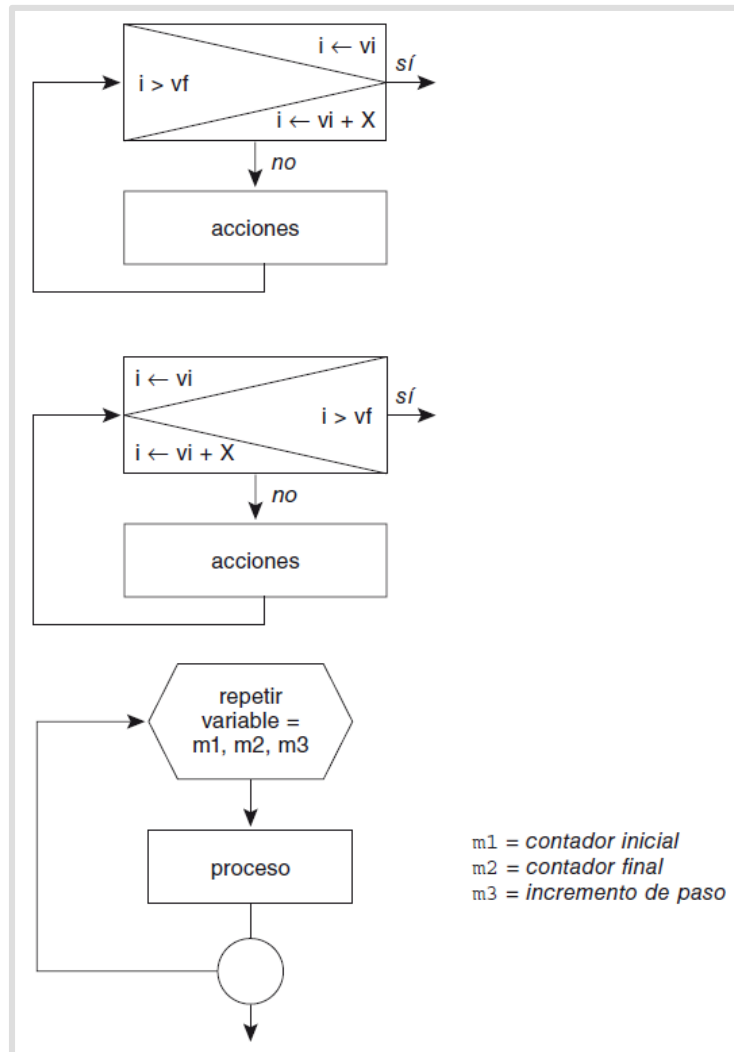 i ← vi
sí
i > vf
i ← vi + X
no
acciones
i ← vi
sí
i > vf
i ← vi + X
no
acciones
repetir
variable =
m1, m2, m3
proceso
m1 = contador inicial
m2 = contador final
m3 = incremento de paso